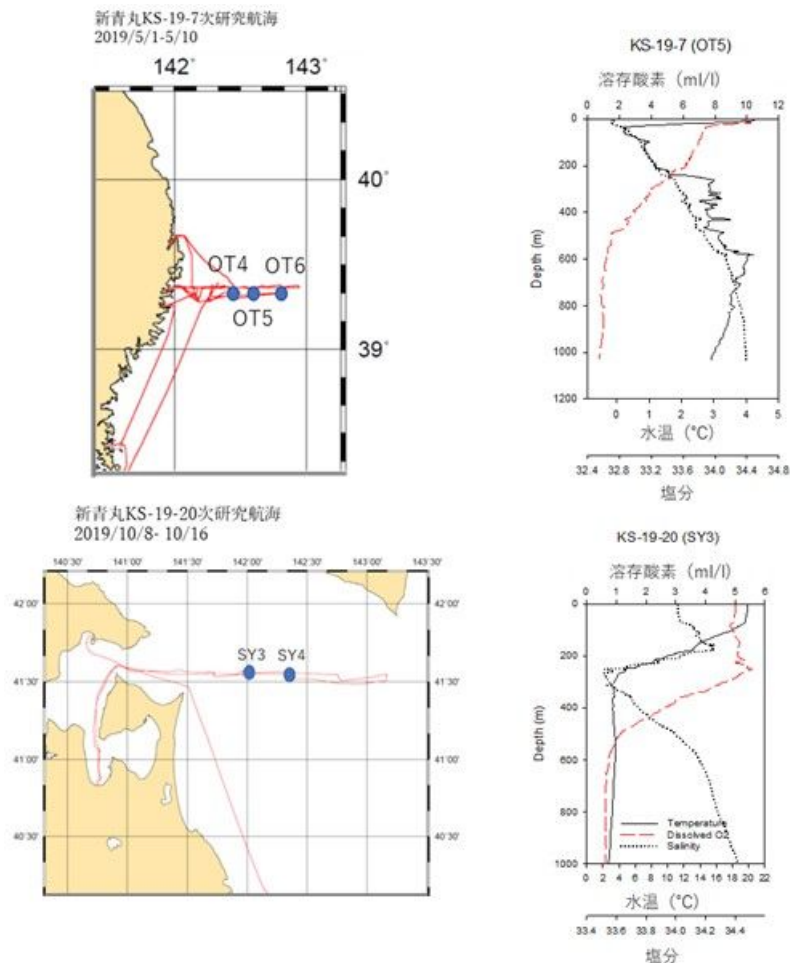 新青丸KS-19-7次研究航海
2019/5/1-5/10
142° 143°
40°
39°
OT4 OT6
OT5
KS-19-7 (OT5)
溶存酸素（ml/l）
0 2 4 6 8 10 12
0
200
400
600
800
1000
1200
Depth (m)
0 1 2 3 4 5
水温（°C）
32.4 32.8 33.2 33.6 34.0 34.4 34.8
塩分
新青丸KS-19-20次研究航海
2019/10/8- 10/16
140°30' 141°00' 141°30' 142°00' 142°30' 143°00' 143°30'
42°00'
41°30'
41°00'
40°30'
SY3 SY4
KS-19-20 (SY3)
溶存酸素（ml/l）
0 1 2 3 4 5 6
0
200
400
600
800
1000
Depth (m)
Temperature
Dissolved O2
Salinity
0 2 4 6 8 10 12 14 16 18 20 22
水温（°C）
33.4 33.6 34.0 34.4
塩分